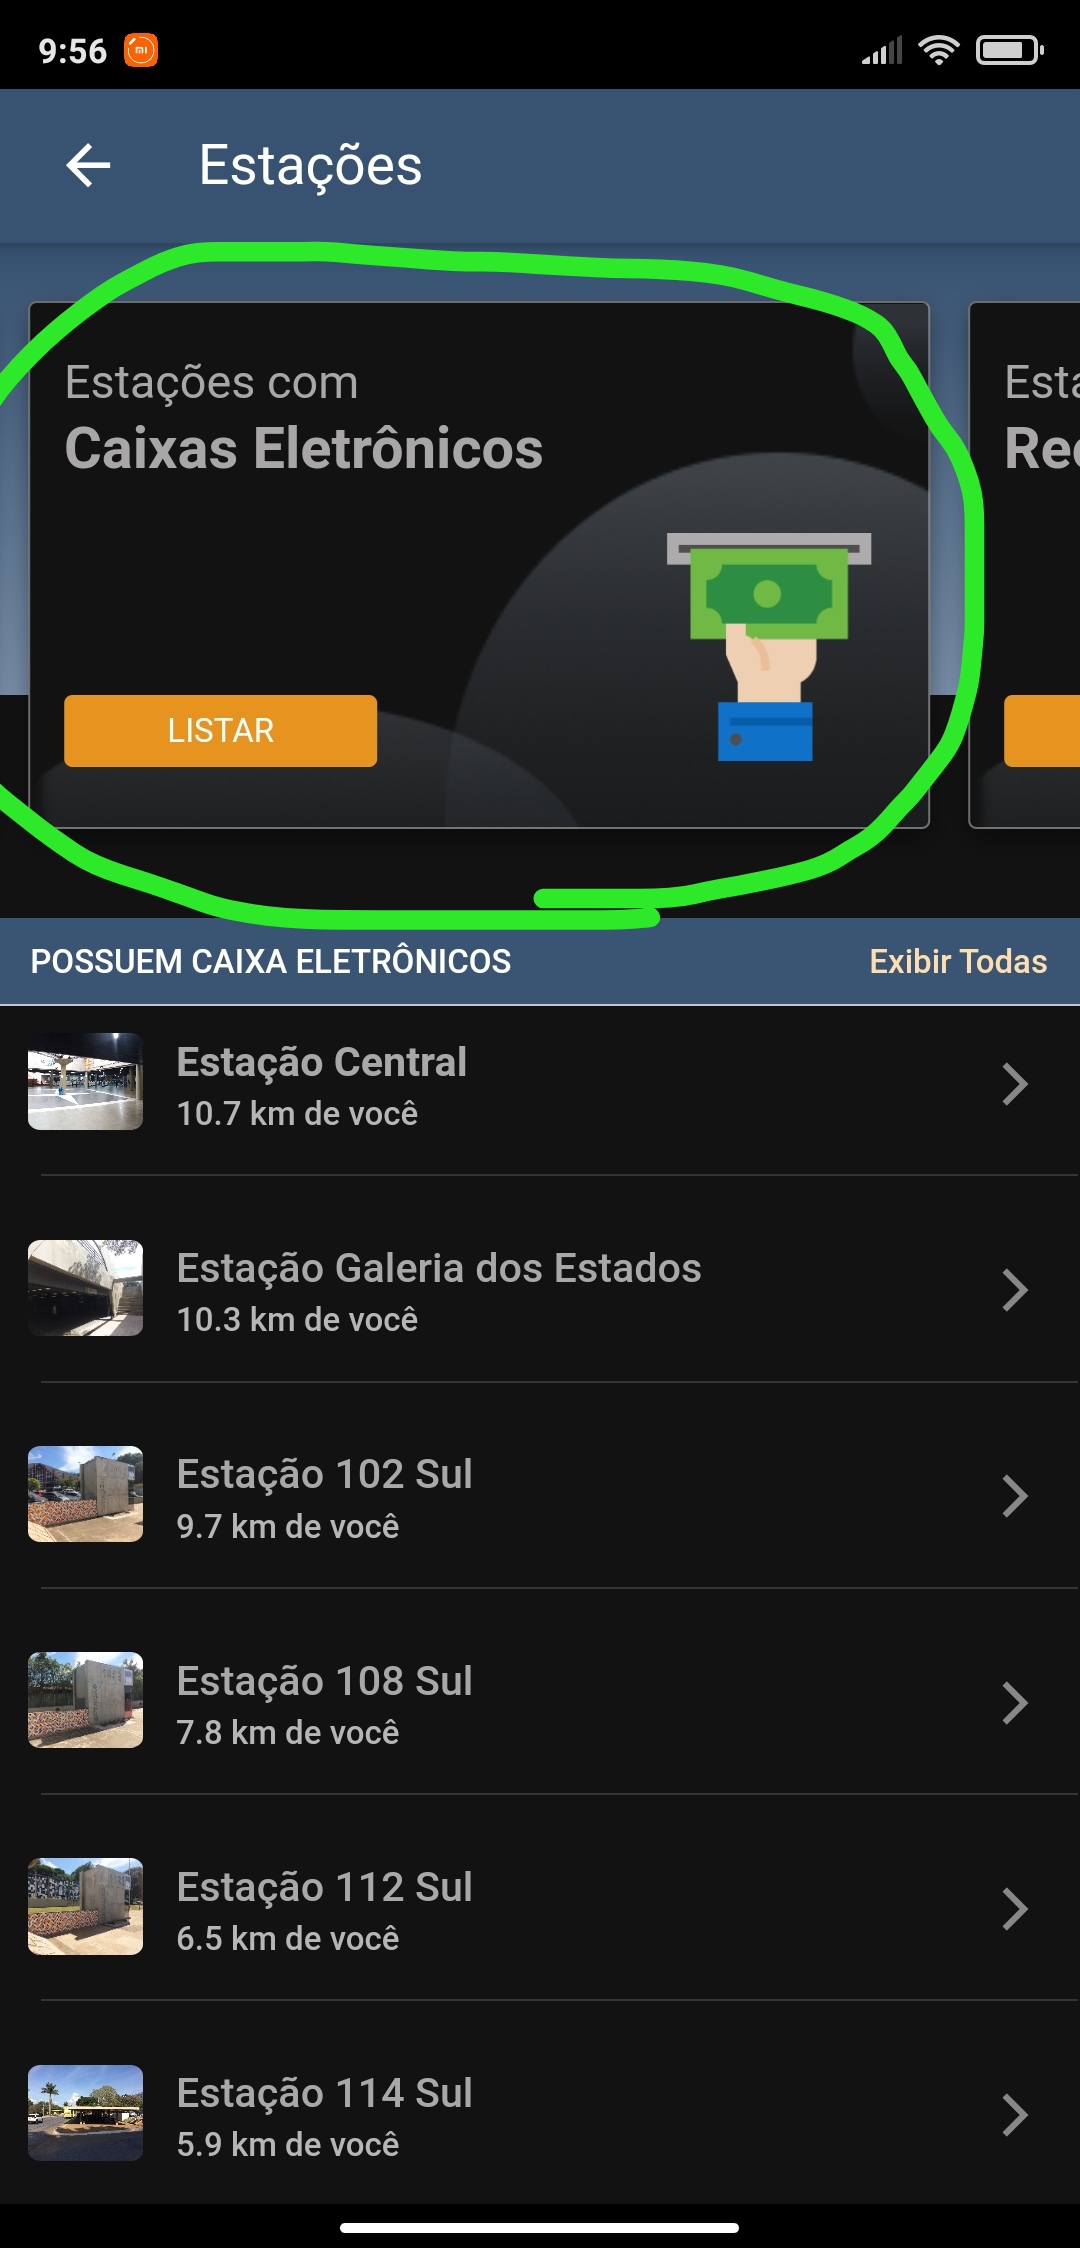 9:56
Estações
Estações com
Caixas Eletrônicos
LISTAR
Esta
Rec
POSSUEM CAIXA ELETRÔNICOS
Exibir Todas
Estação Central
10.7 km de você
Estação Galeria dos Estados
10.3 km de você
Estação 102 Sul
9.7 km de você
Estação 108 Sul
7.8 km de você
Estação 112 Sul
6.5 km de você
Estação 114 Sul
5.9 km de você